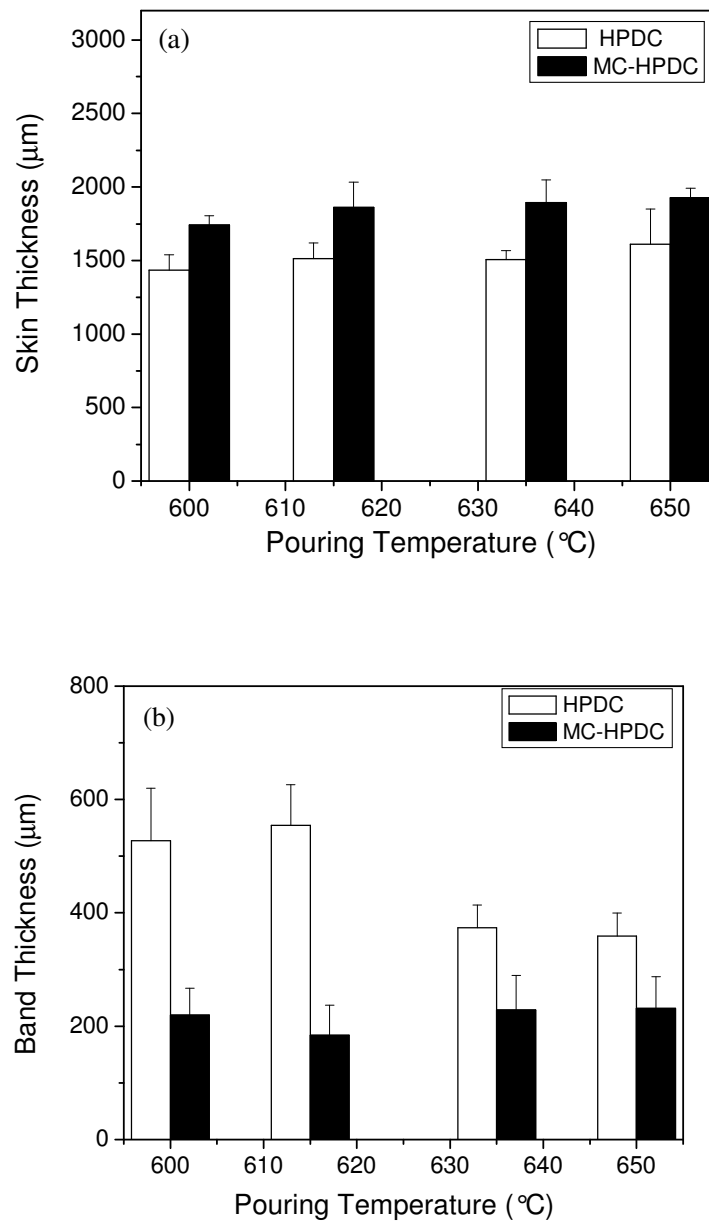 (a)
HPDC
MC-HPDC
3000
2500
2000
1500
1000
500
0
Skin Thickness (μm)
600 610 620 630 640 650
Pouring Temperature (°C)
(b)
HPDC
MC-HPDC
800
600
400
200
0
Band Thickness (μm)
600 610 620 630 640 650
Pouring Temperature (°C)